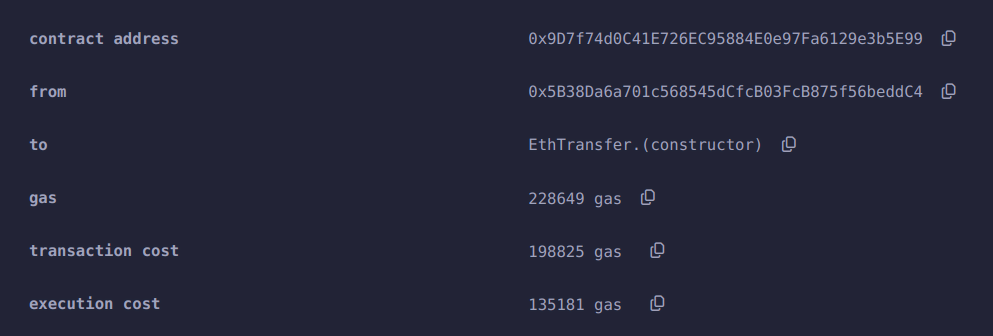 contract address 0x9D7f74d0C41E726EC95884E0e97Fa6129e3b5E99
from 0x5B38Da6a701c568545dCfcB03FcB875f56beddC4
to EthTransfer.(constructor)
gas 228649 gas
transaction cost 198825 gas
execution cost 135181 gas